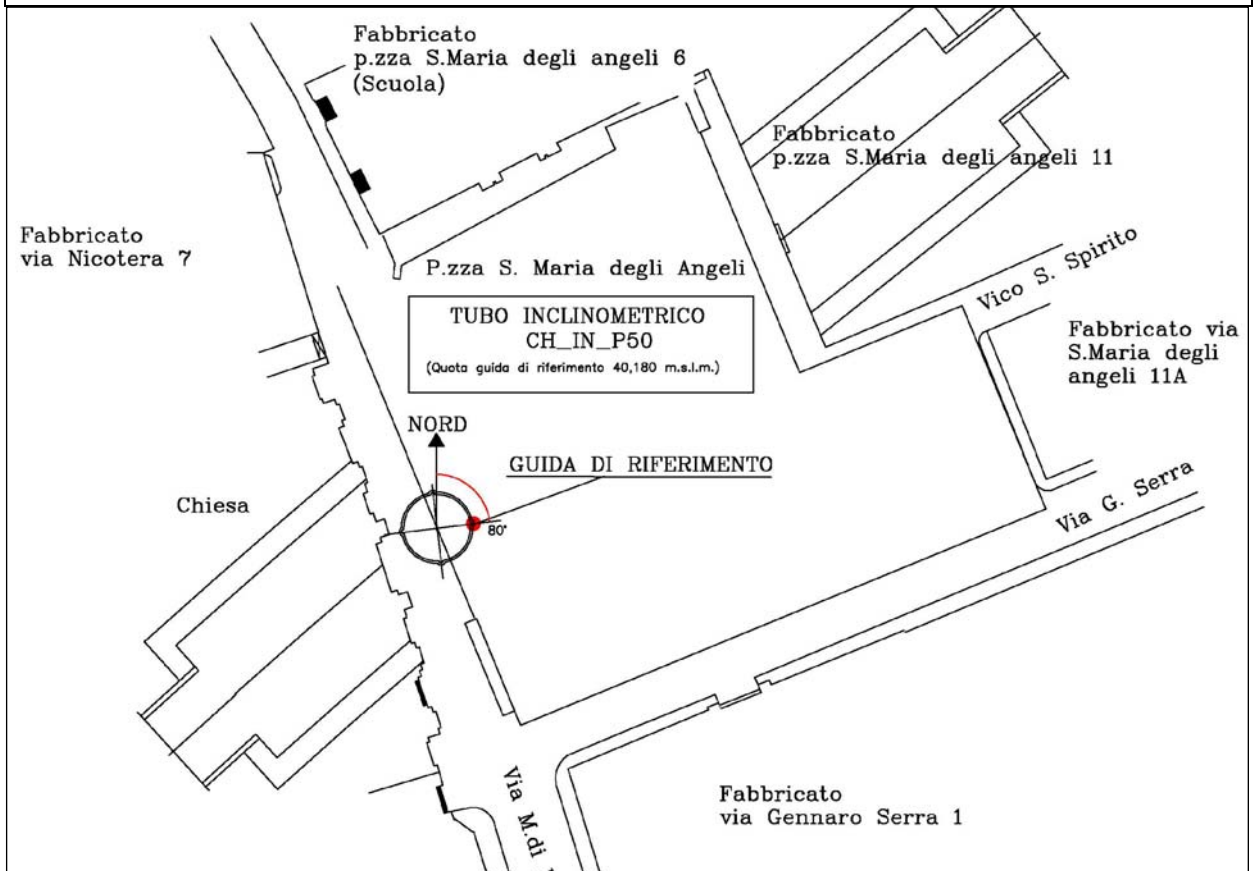 Fabbricato
p.zza S.Maria degli angeli 6
(Scuola)
Fabbricato
p.zza S.Maria degli angeli 11
Fabbricato
via Nicotera 7
P.zza S. Maria degli Angeli
Vico S. Spirito
TUBO INCLINOMETRICO
CH_IN_P50
(Quota guida di riferimento 40,180 m.s.l.m.)
Fabbricato via
S.Maria degli
angeli 11A
NORD
GUIDA DI RIFERIMENTO
Chiesa
80°
Via G. Serra
Via M.di
Fabbricato
via Gennaro Serra 1